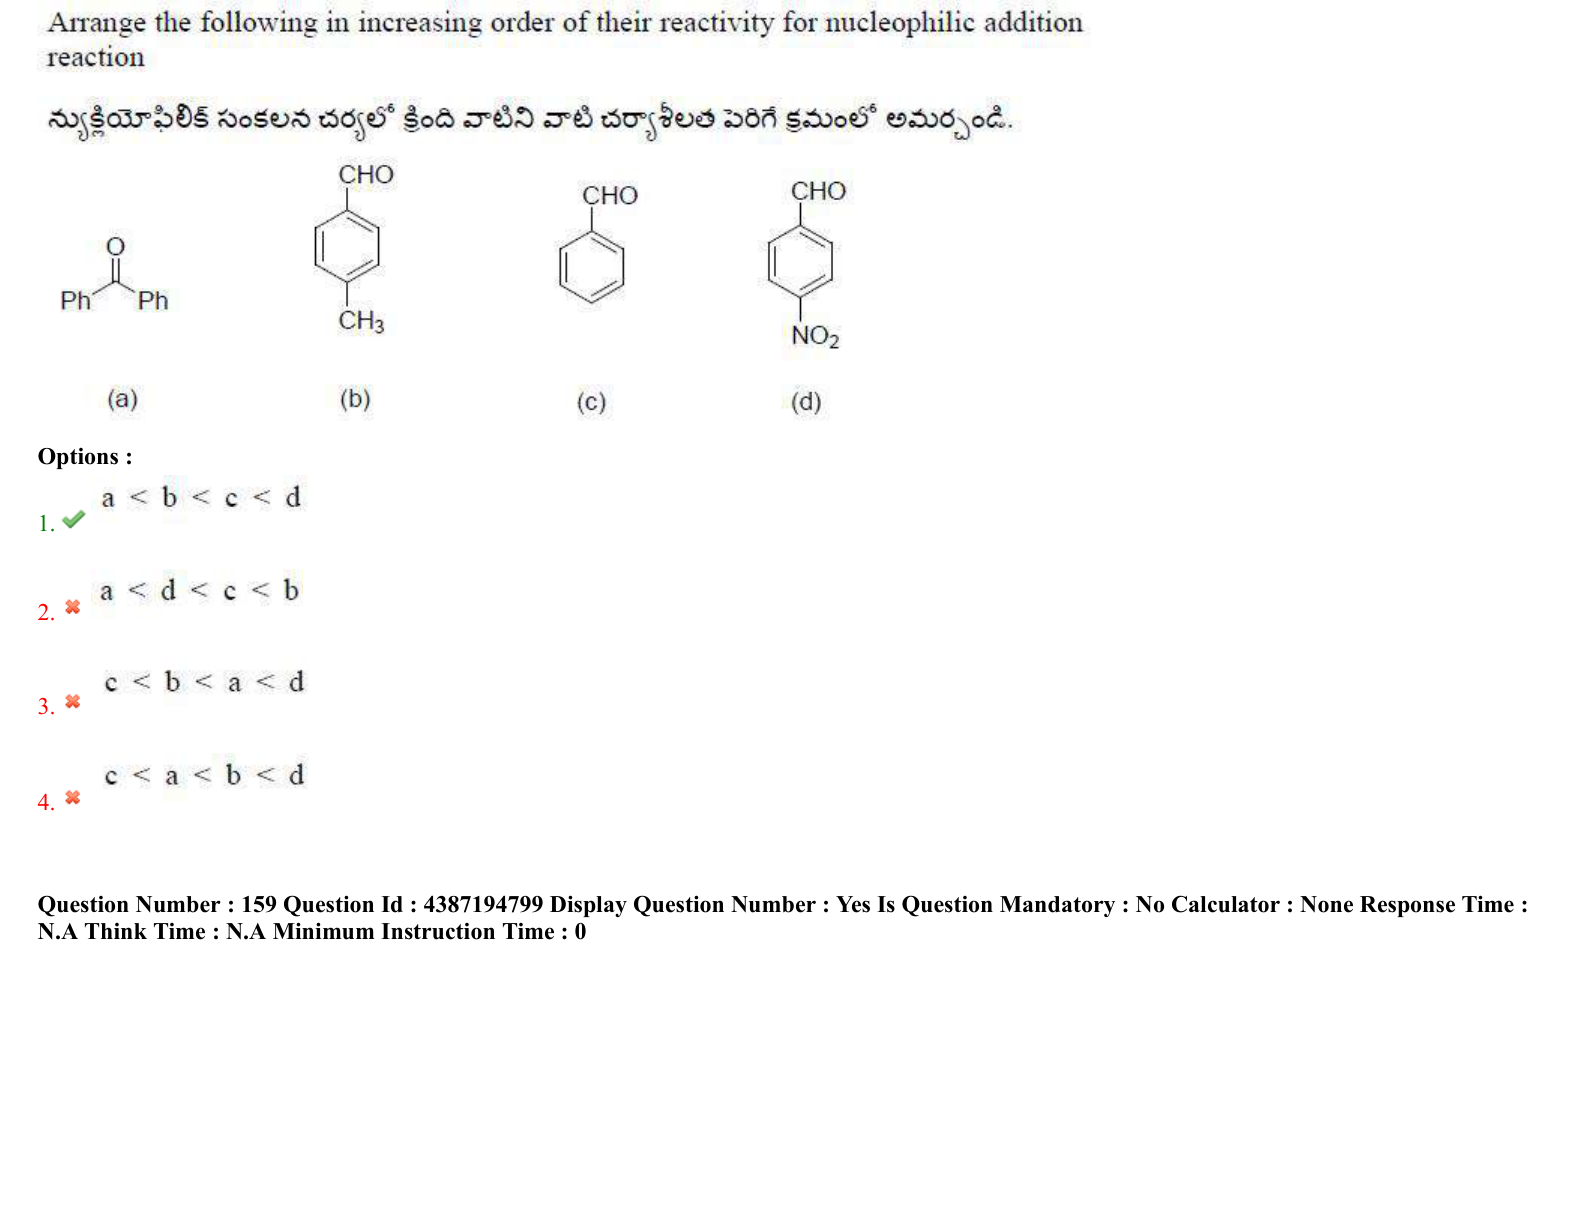 Arrange the following in increasing order of their reactivity for nucleophilic addition
reaction
న్యుక్లియోఫిలిక్ సంకలన చర్యలో క్రింది వాటిని వాటి చర్యాశీలత పెరిగే క్రమంలో అమర్చండి.
CHO
CHO
CHO
O
Ph Ph
CH3
NO2
(a) (b) (c) (d)
Options :
a < b < c < d
1.
a < d < c < b
2.
c < b < a < d
3.
c < a < b < d
4.
Question Number : 159 Question Id : 4387194799 Display Question Number : Yes Is Question Mandatory : No Calculator : None Response Time :
N.A Think Time : N.A Minimum Instruction Time : 0